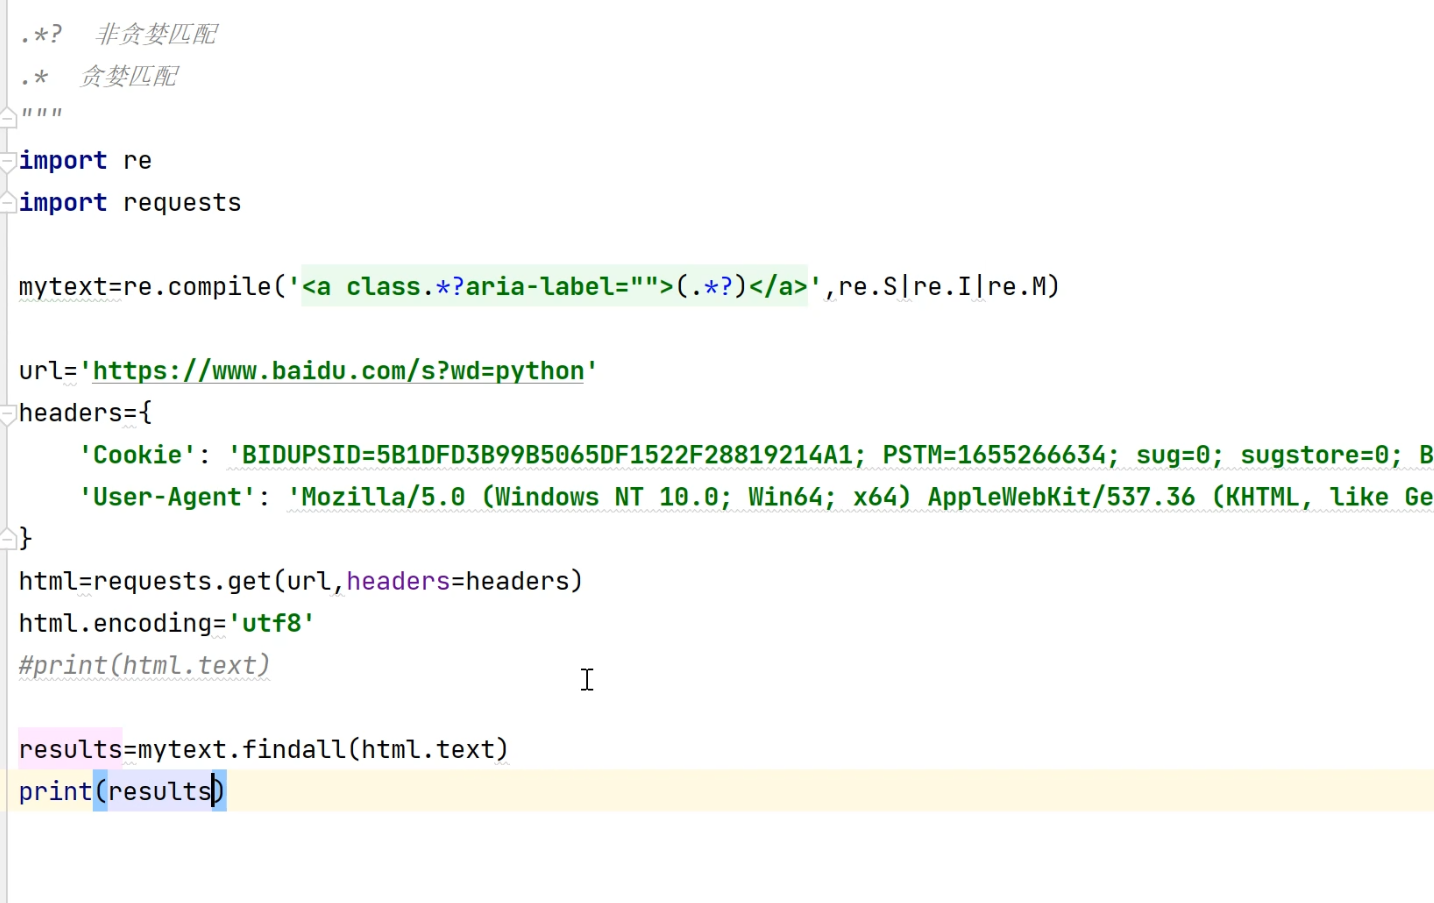 .*?  非贪婪匹配
.*  贪婪匹配
"""
import re
import requests
mytext=re.compile('<a class.*?aria-label="">(.*?)</a>',re.S|re.I|re.M)
url='https://www.baidu.com/s?wd=python'
headers={
    'Cookie': 'BIDUPSID=5B1DFD3B99B5065DF1522F28819214A1; PSTM=1655266634; sug=0; sugstore=0; B
    'User-Agent': 'Mozilla/5.0 (Windows NT 10.0; Win64; x64) AppleWebKit/537.36 (KHTML, like Ge
}
html=requests.get(url,headers=headers)
html.encoding='utf8'
#print(html.text)
results=mytext.findall(html.text)
print(results)